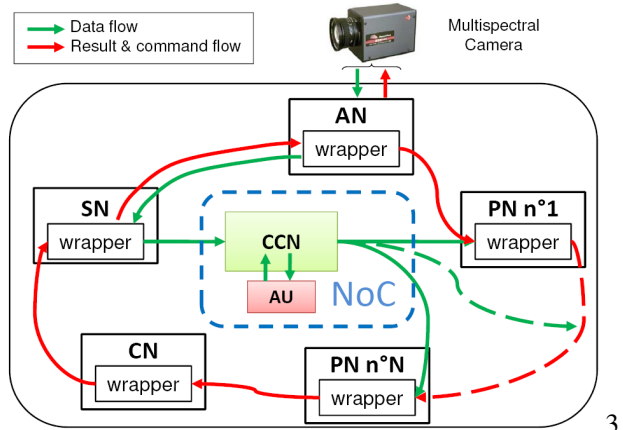 Data flow
Result & command flow
Multispectral
Camera
AN
wrapper
SN
wrapper
PN n°1
wrapper
CCN
AU
NoC
CN
wrapper
PN n°N
wrapper
3